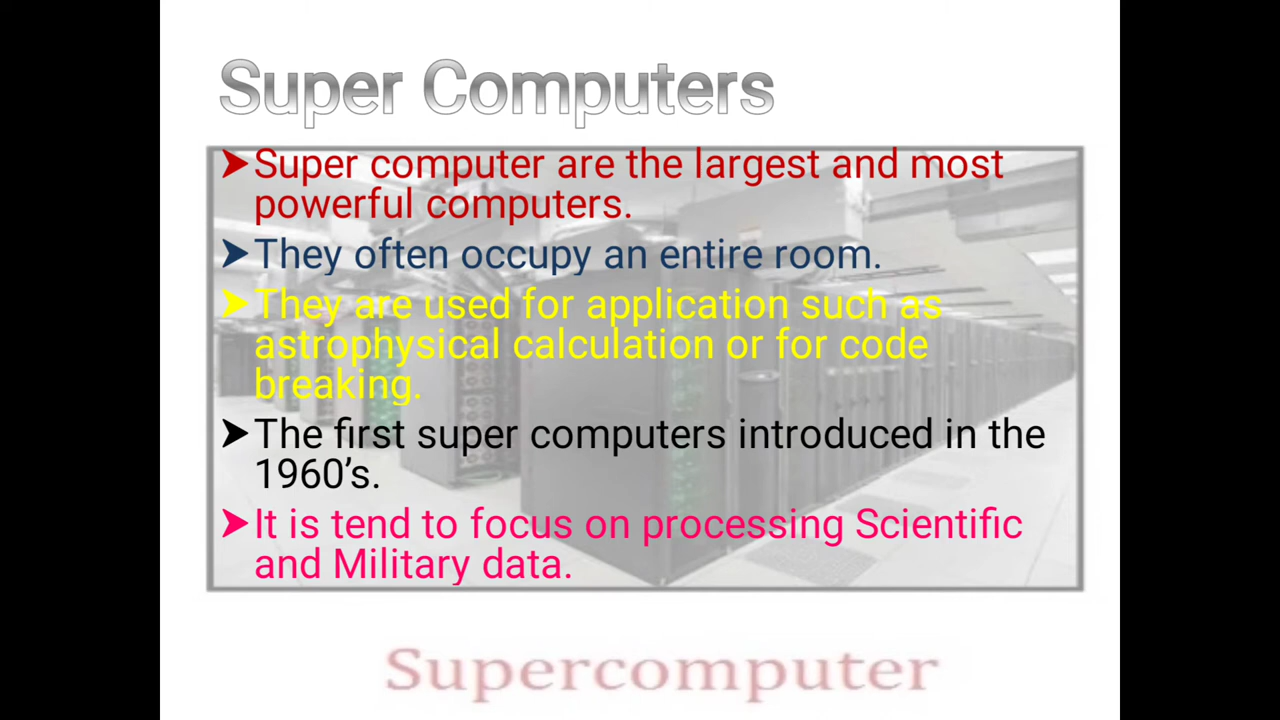 Super Computers
➤Super computer are the largest and most
powerful computers.
➤They often occupy an entire room.
➤They are used for application such as
astrophysical calculation or for code
breaking.
➤The first super computers introduced in the
1960’s.
➤It is tend to focus on processing Scientific
and Military data.
Supercomputer